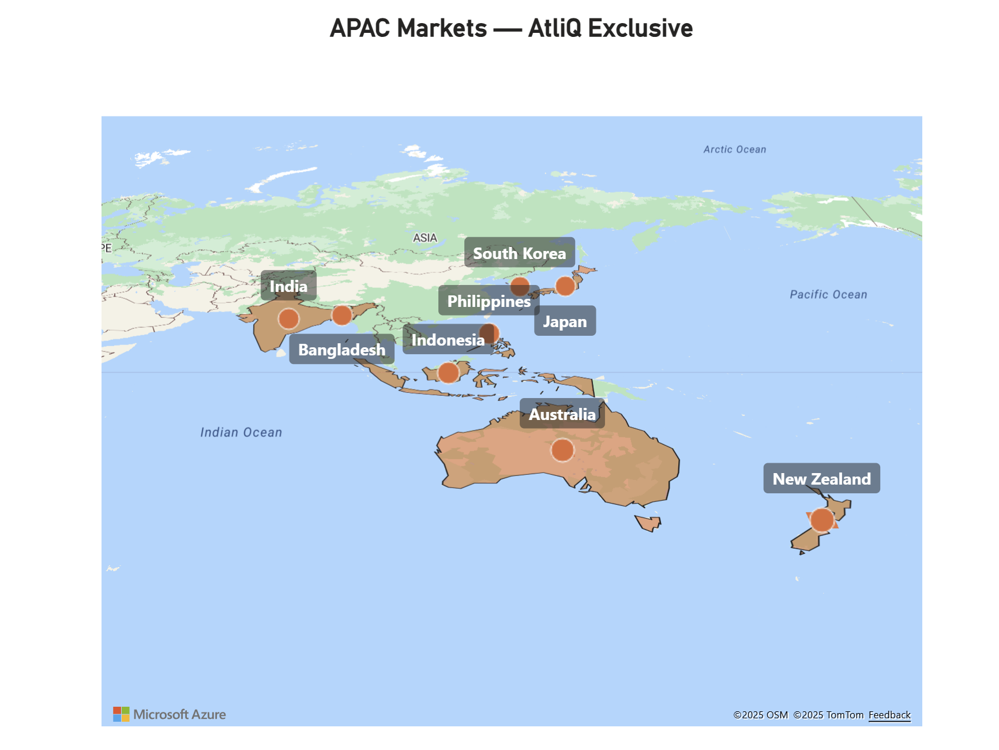 APAC Markets — AtliQ Exclusive
Arctic Ocean
ASIA
PE
South Korea
India
Pacific Ocean
Philippines
Japan
Indonesia
Bangladesh
Australia
Indian Ocean
New Zealand
Microsoft Azure
©2025 OSM ©2025 TomTom Feedback